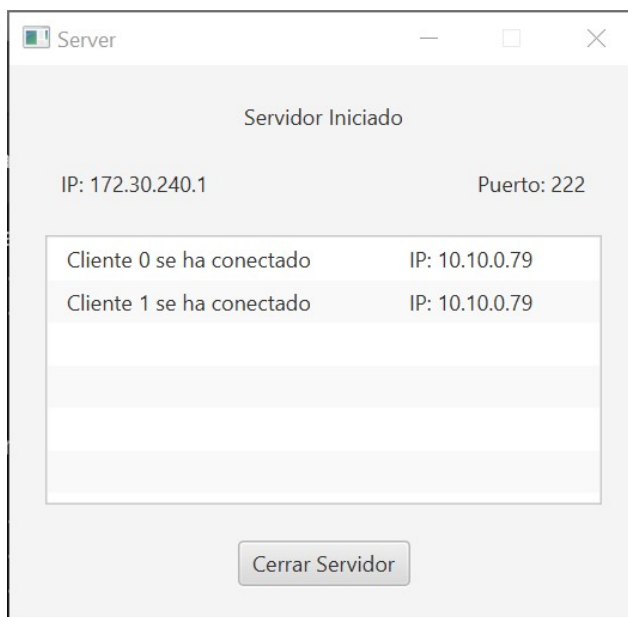 Server
Servidor Iniciado
IP: 172.30.240.1 Puerto: 222
Cliente 0 se ha conectado IP: 10.10.0.79
Cliente 1 se ha conectado IP: 10.10.0.79
Cerrar Servidor